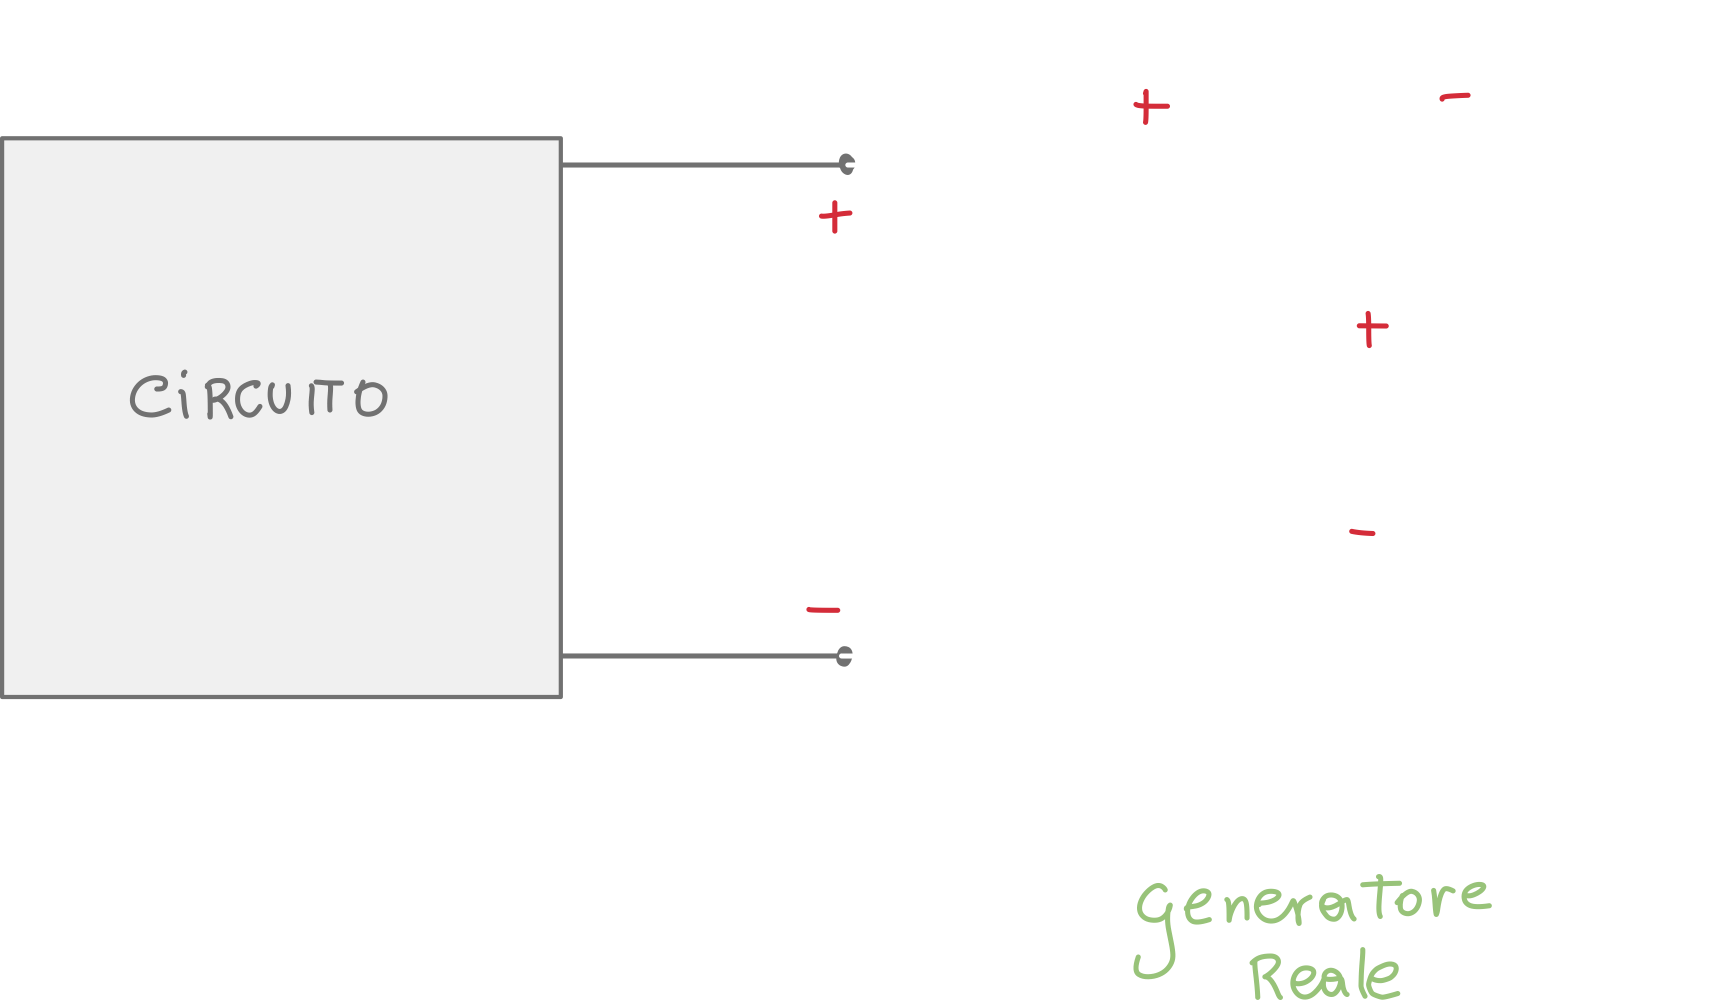 + -
+
+
CiRCUITO
-
-
generatore
Reale